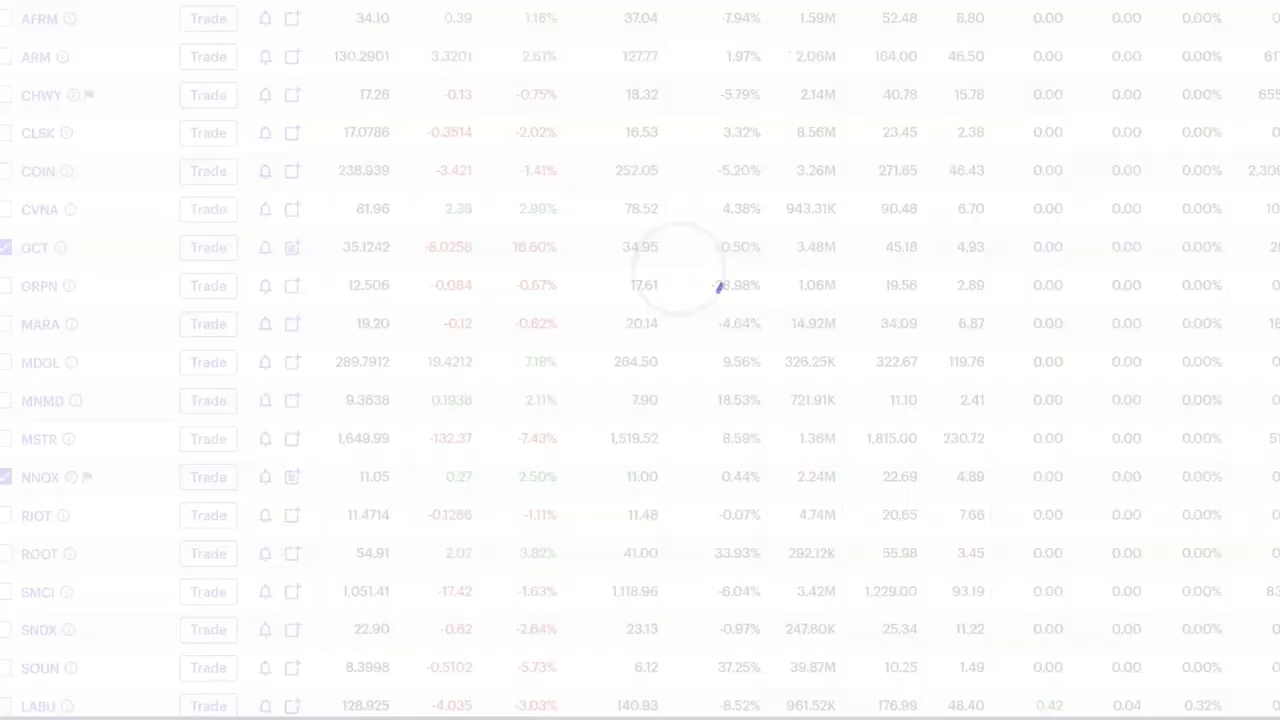 AFRM Trade 34.10 0.39 1.16% 37.04 -7.94% 1.59M 52.48 8.80 0.00 0.00 0.00%
ARM Trade 130.2901 3.3201 2.61% 127.77 1.97% 2.06M 164.00 46.50 0.00 0.00 0.00%
CHWY Trade 17.26 -0.13 -0.75% 18.32 -5.79% 2.14M 40.78 15.78 0.00 0.00 0.00%
CLSK Trade 17.0786 -0.3514 -2.02% 16.53 3.32% 8.56M 23.45 2.38 0.00 0.00 0.00%
COIN Trade 238.939 -3.421 -1.41% 252.05 -5.20% 3.26M 271.65 46.43 0.00 0.00 0.00%
CVNA Trade 81.96 2.38 2.99% 78.52 4.38% 943.31K 90.48 6.70 0.00 0.00 0.00%
GCT Trade 35.1242 -8.0258 18.60% 34.95 0.50% 3.48M 45.18 4.93 0.00 0.00 0.00%
GRPN Trade 12.506 -0.084 -0.67% 17.61 1.06M 19.56 2.89 0.00 0.00 0.00%
MARA Trade 19.20 -0.12 -0.62% 20.14 -4.64% 14.92M 34.09 6.87 0.00 0.00 0.00%
MDGL Trade 289.7912 19.4212 7.18% 264.50 9.56% 326.25K 322.67 119.76 0.00 0.00 0.00%
MNMD Trade 9.3638 0.1938 2.11% 7.90 18.53% 721.91K 11.10 2.41 0.00 0.00 0.00%
MSTR Trade 1,649.99 -132.37 -7.43% 1,519.52 8.59% 1.36M 1,815.00 230.72 0.00 0.00 0.00%
NNOX Trade 11.05 0.27 2.50% 11.00 0.44% 2.24M 22.69 4.89 0.00 0.00 0.00%
RIOT Trade 11.4714 -0.1286 -1.11% 11.48 -0.07% 4.74M 20.65 7.66 0.00 0.00 0.00%
ROOT Trade 54.91 2.02 3.82% 41.00 33.93% 292.12K 55.98 3.45 0.00 0.00 0.00%
SMCI Trade 1,051.41 -17.42 -1.63% 1,118.96 -6.04% 3.42M 1,229.00 93.19 0.00 0.00 0.00%
SNDX Trade 22.90 -0.62 -2.64% 23.13 -0.97% 247.80K 25.34 11.22 0.00 0.00 0.00%
SOUN Trade 8.3998 -0.5102 -5.73% 6.12 37.25% 39.87M 10.25 1.49 0.00 0.00 0.00%
LABU Trade 128.925 -4.035 -3.03% 140.93 -8.52% 961.52K 176.99 48.40 0.42 0.04 0.32%